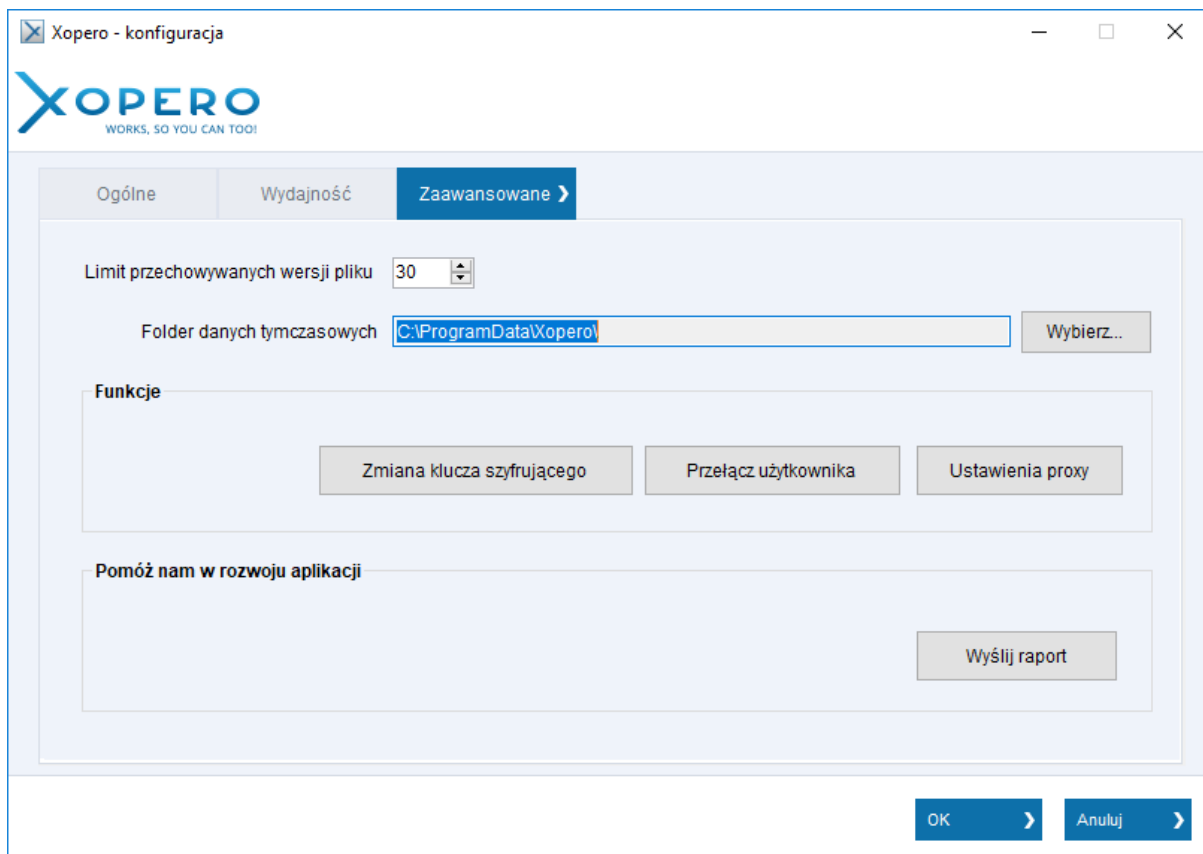 Xopero - konfiguracja
XOPERO
WORKS, SO YOU CAN TOO!
Ogólne Wydajność Zaawansowane ❯
Limit przechowywanych wersji pliku 30
Folder danych tymczasowych C:\ProgramData\Xopero\ Wybierz...
Funkcje
Zmiana klucza szyfrującego Przełącz użytkownika Ustawienia proxy
Pomóż nam w rozwoju aplikacji
Wyślij raport
OK ❯ Anuluj ❯